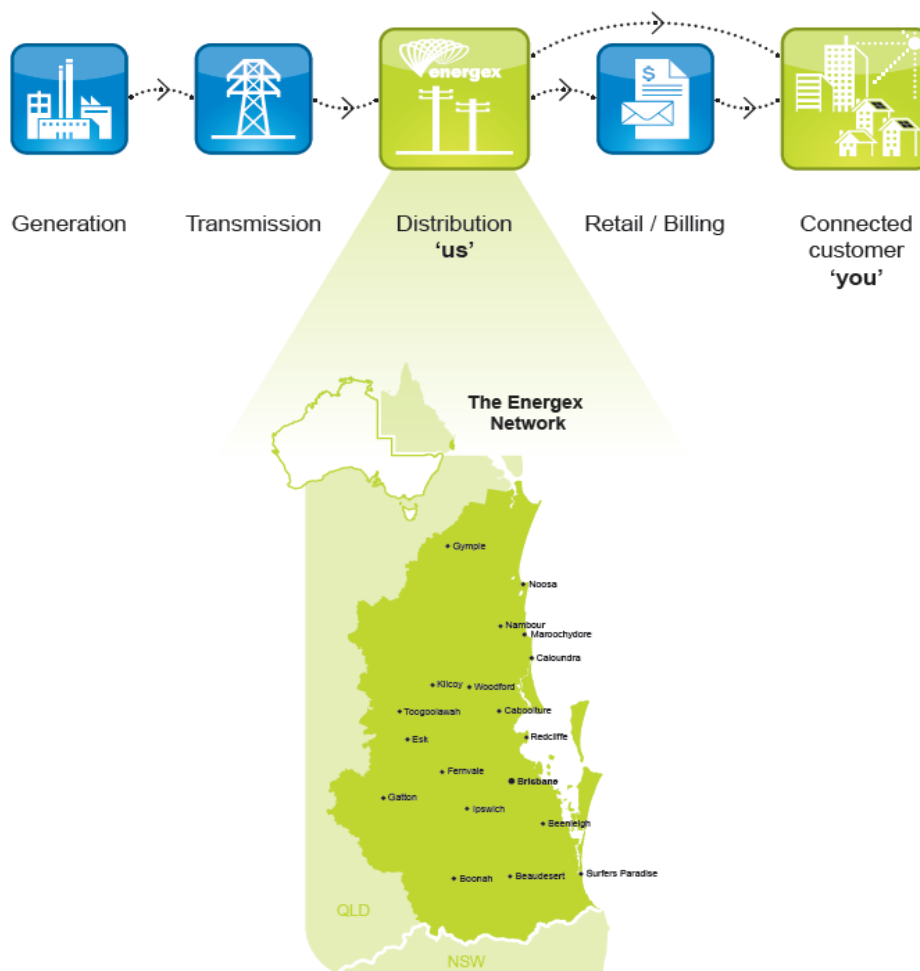 $
energex
Generation
Transmission
Distribution
‘us’
Retail / Billing
Connected
customer
‘you’
The Energex
Network
Gympie
Noosa
Nambour
Maroochydore
Caloundra
Kilcoy
Woodford
Toogoolawah
Caboolture
Esk
Redcliffe
Fernvale
Brisbane
Gatton
Ipswich
Beenleigh
Boonah
Beaudesert
Surfers Paradise
QLD
NSW